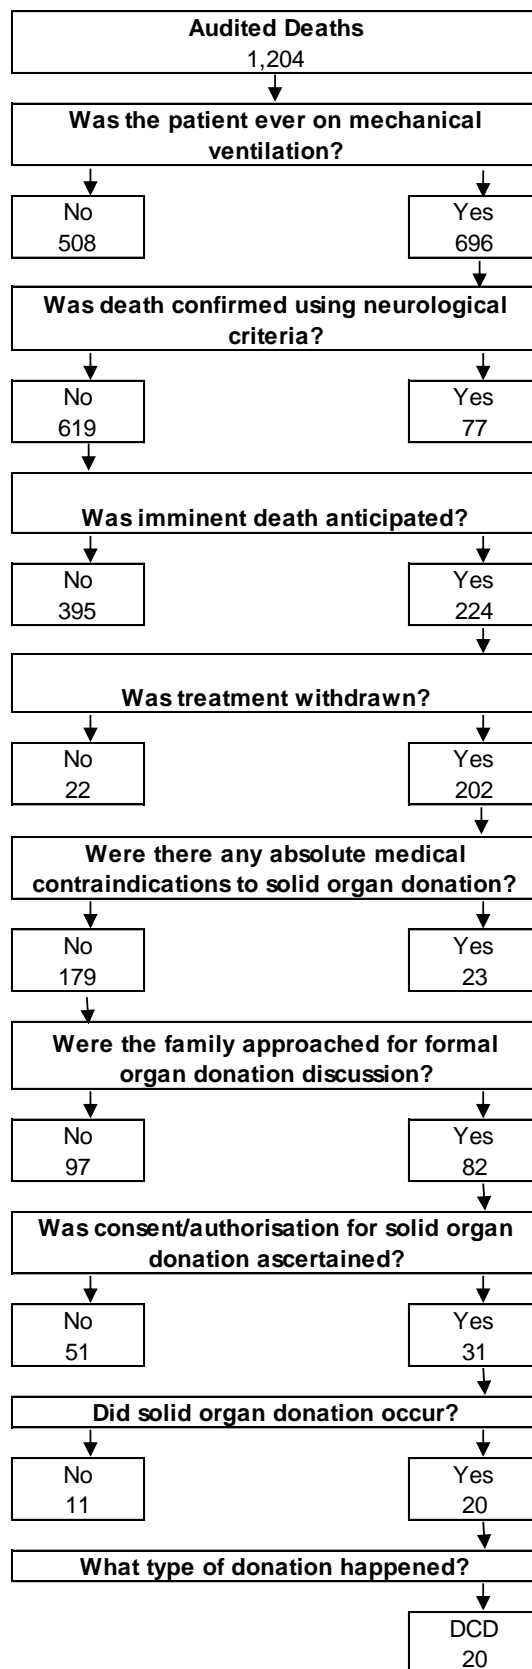 Audited Deaths
1,204
Was the patient ever on mechanical
ventilation?
No
508
Yes
696
Was death confirmed using neurological
criteria?
No
619
Yes
77
Was imminent death anticipated?
No
395
Yes
224
Was treatment withdrawn?
No
22
Yes
202
Were there any absolute medical
contraindications to solid organ donation?
No
179
Yes
23
Were the family approached for formal
organ donation discussion?
No
97
Yes
82
Was consent/authorisation for solid organ
donation ascertained?
No
51
Yes
31
Did solid organ donation occur?
No
11
Yes
20
What type of donation happened?
DCD
20